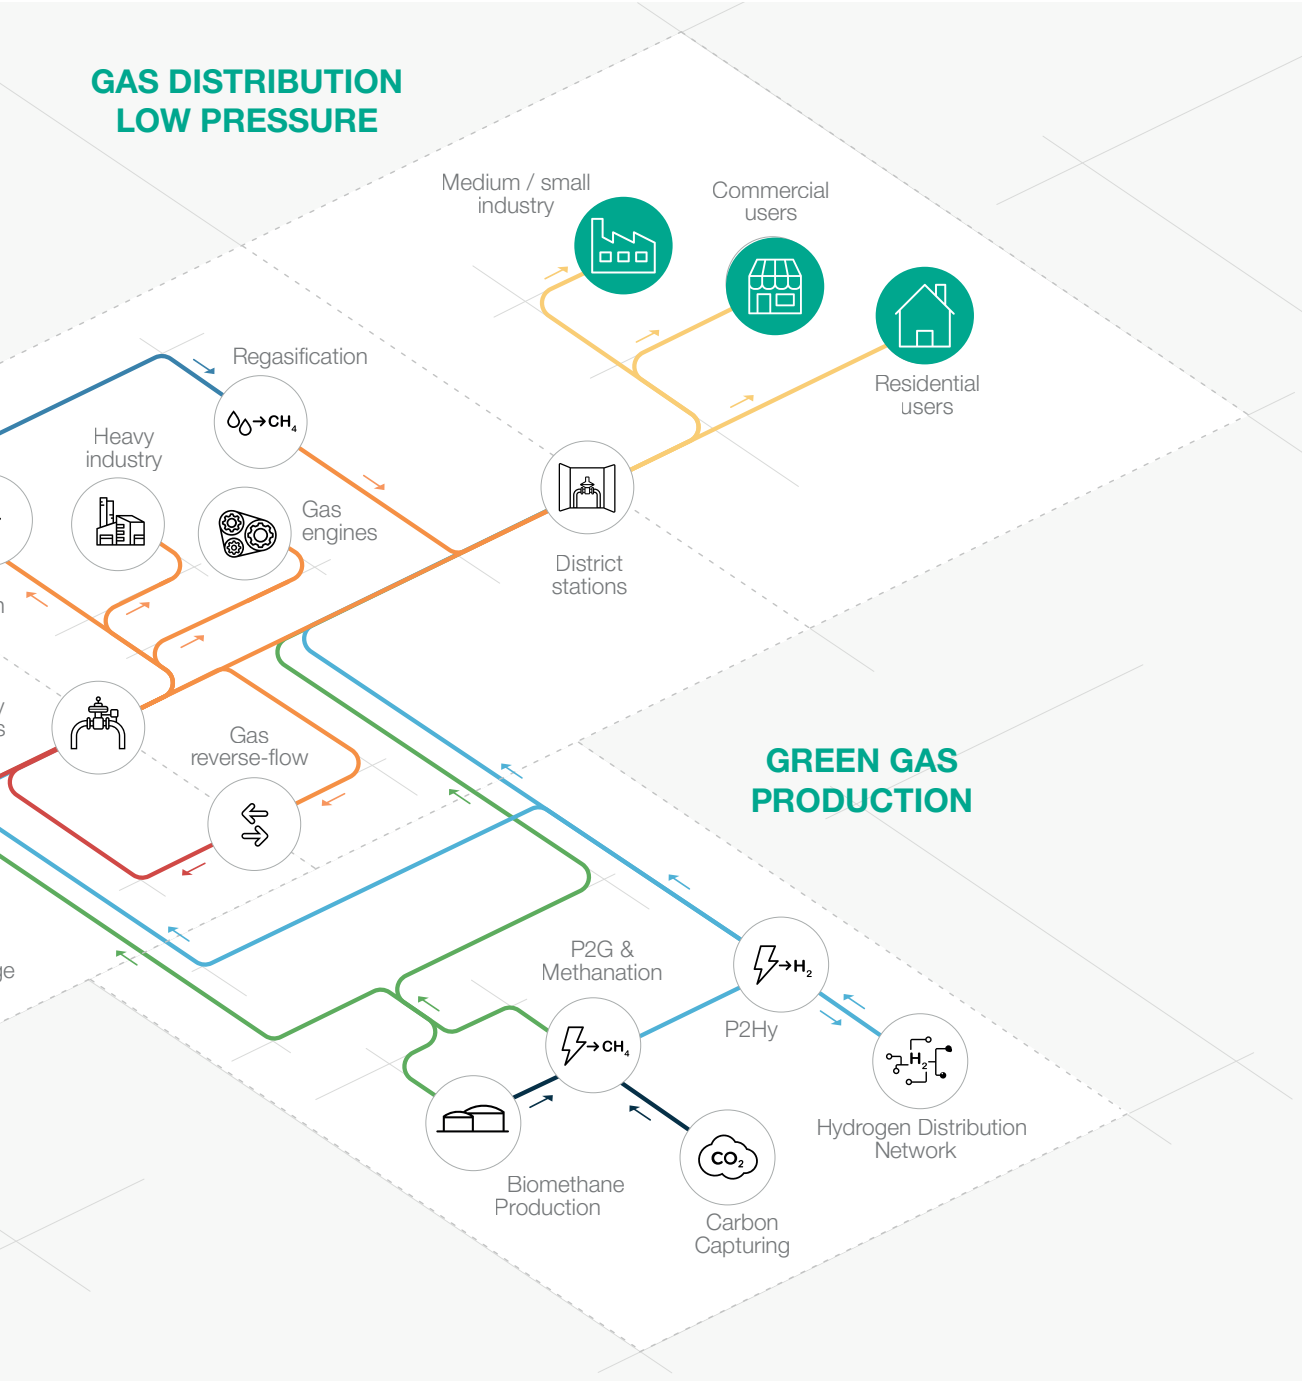 GAS DISTRIBUTION
LOW PRESSURE
Medium / small
industry
Commercial
users
Residential
users
Regasification
CH4
Heavy
industry
Gas
engines
District
stations
Gas
reverse-flow
GREEN GAS
PRODUCTION
P2G &
Methanation
H2
P2Hy
CH4
H2
Hydrogen Distribution
Network
CO2
Biomethane
Production
Carbon
Capturing